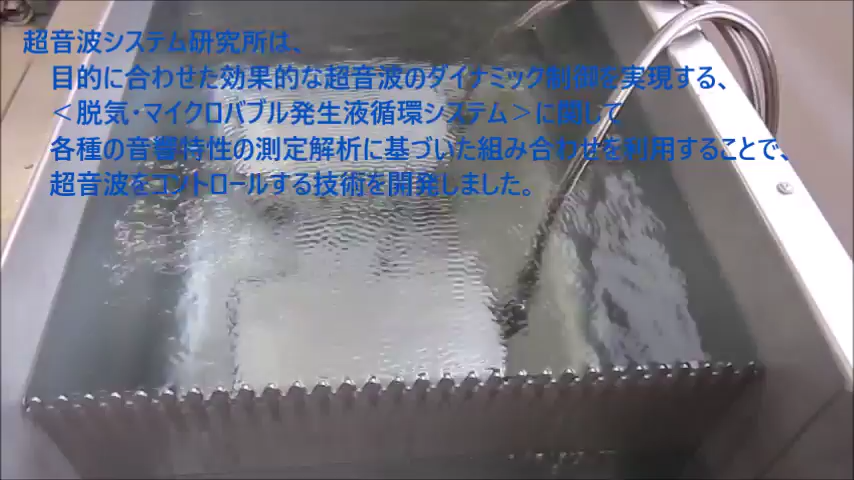 超音波システム研究所は、
目的に合わせた効果的な超音波のダイナミック制御を実現する、
＜脱気・マイクロバブル発生液循環システム＞に関して
各種の音響特性の測定解析に基づいた組み合わせを利用することで、
超音波をコントロールする技術を開発しました。